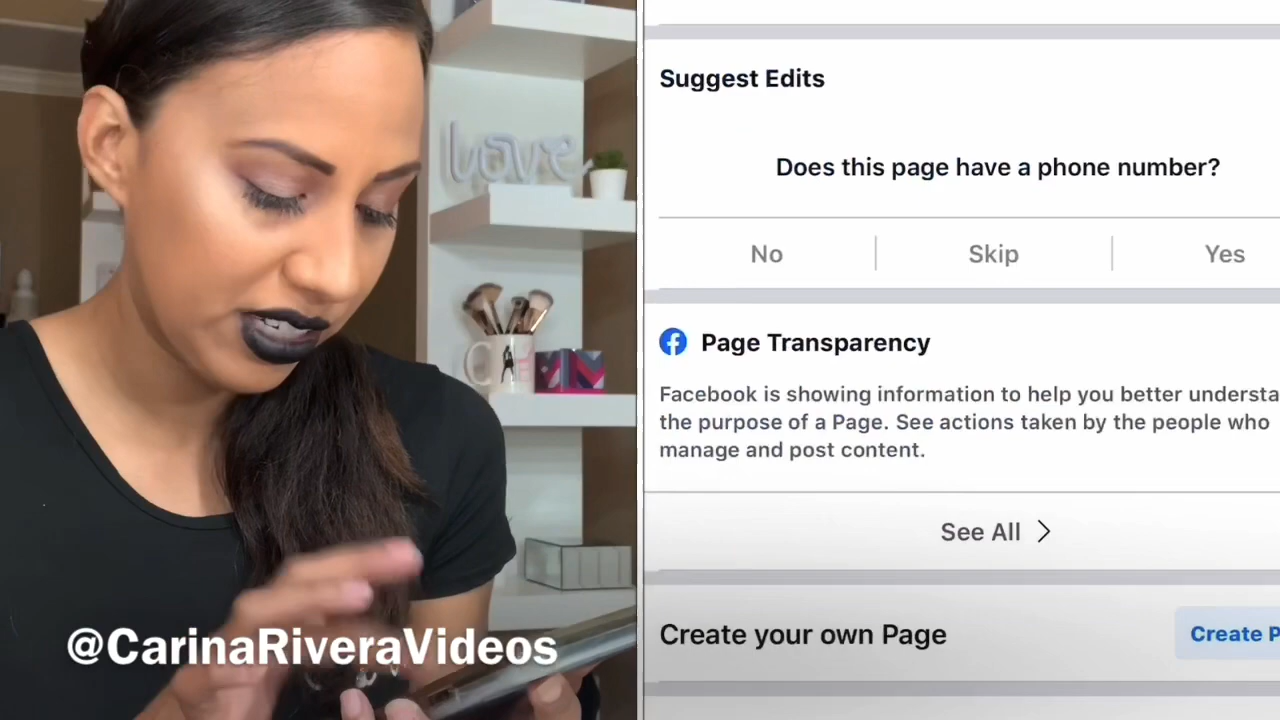 love
@CarinaRiveraVideos
Suggest Edits
Does this page have a phone number?
No
Skip
Yes
Page Transparency
Facebook is showing information to help you better understa
the purpose of a Page. See actions taken by the people who
manage and post content.
See All
Create your own Page
Create P